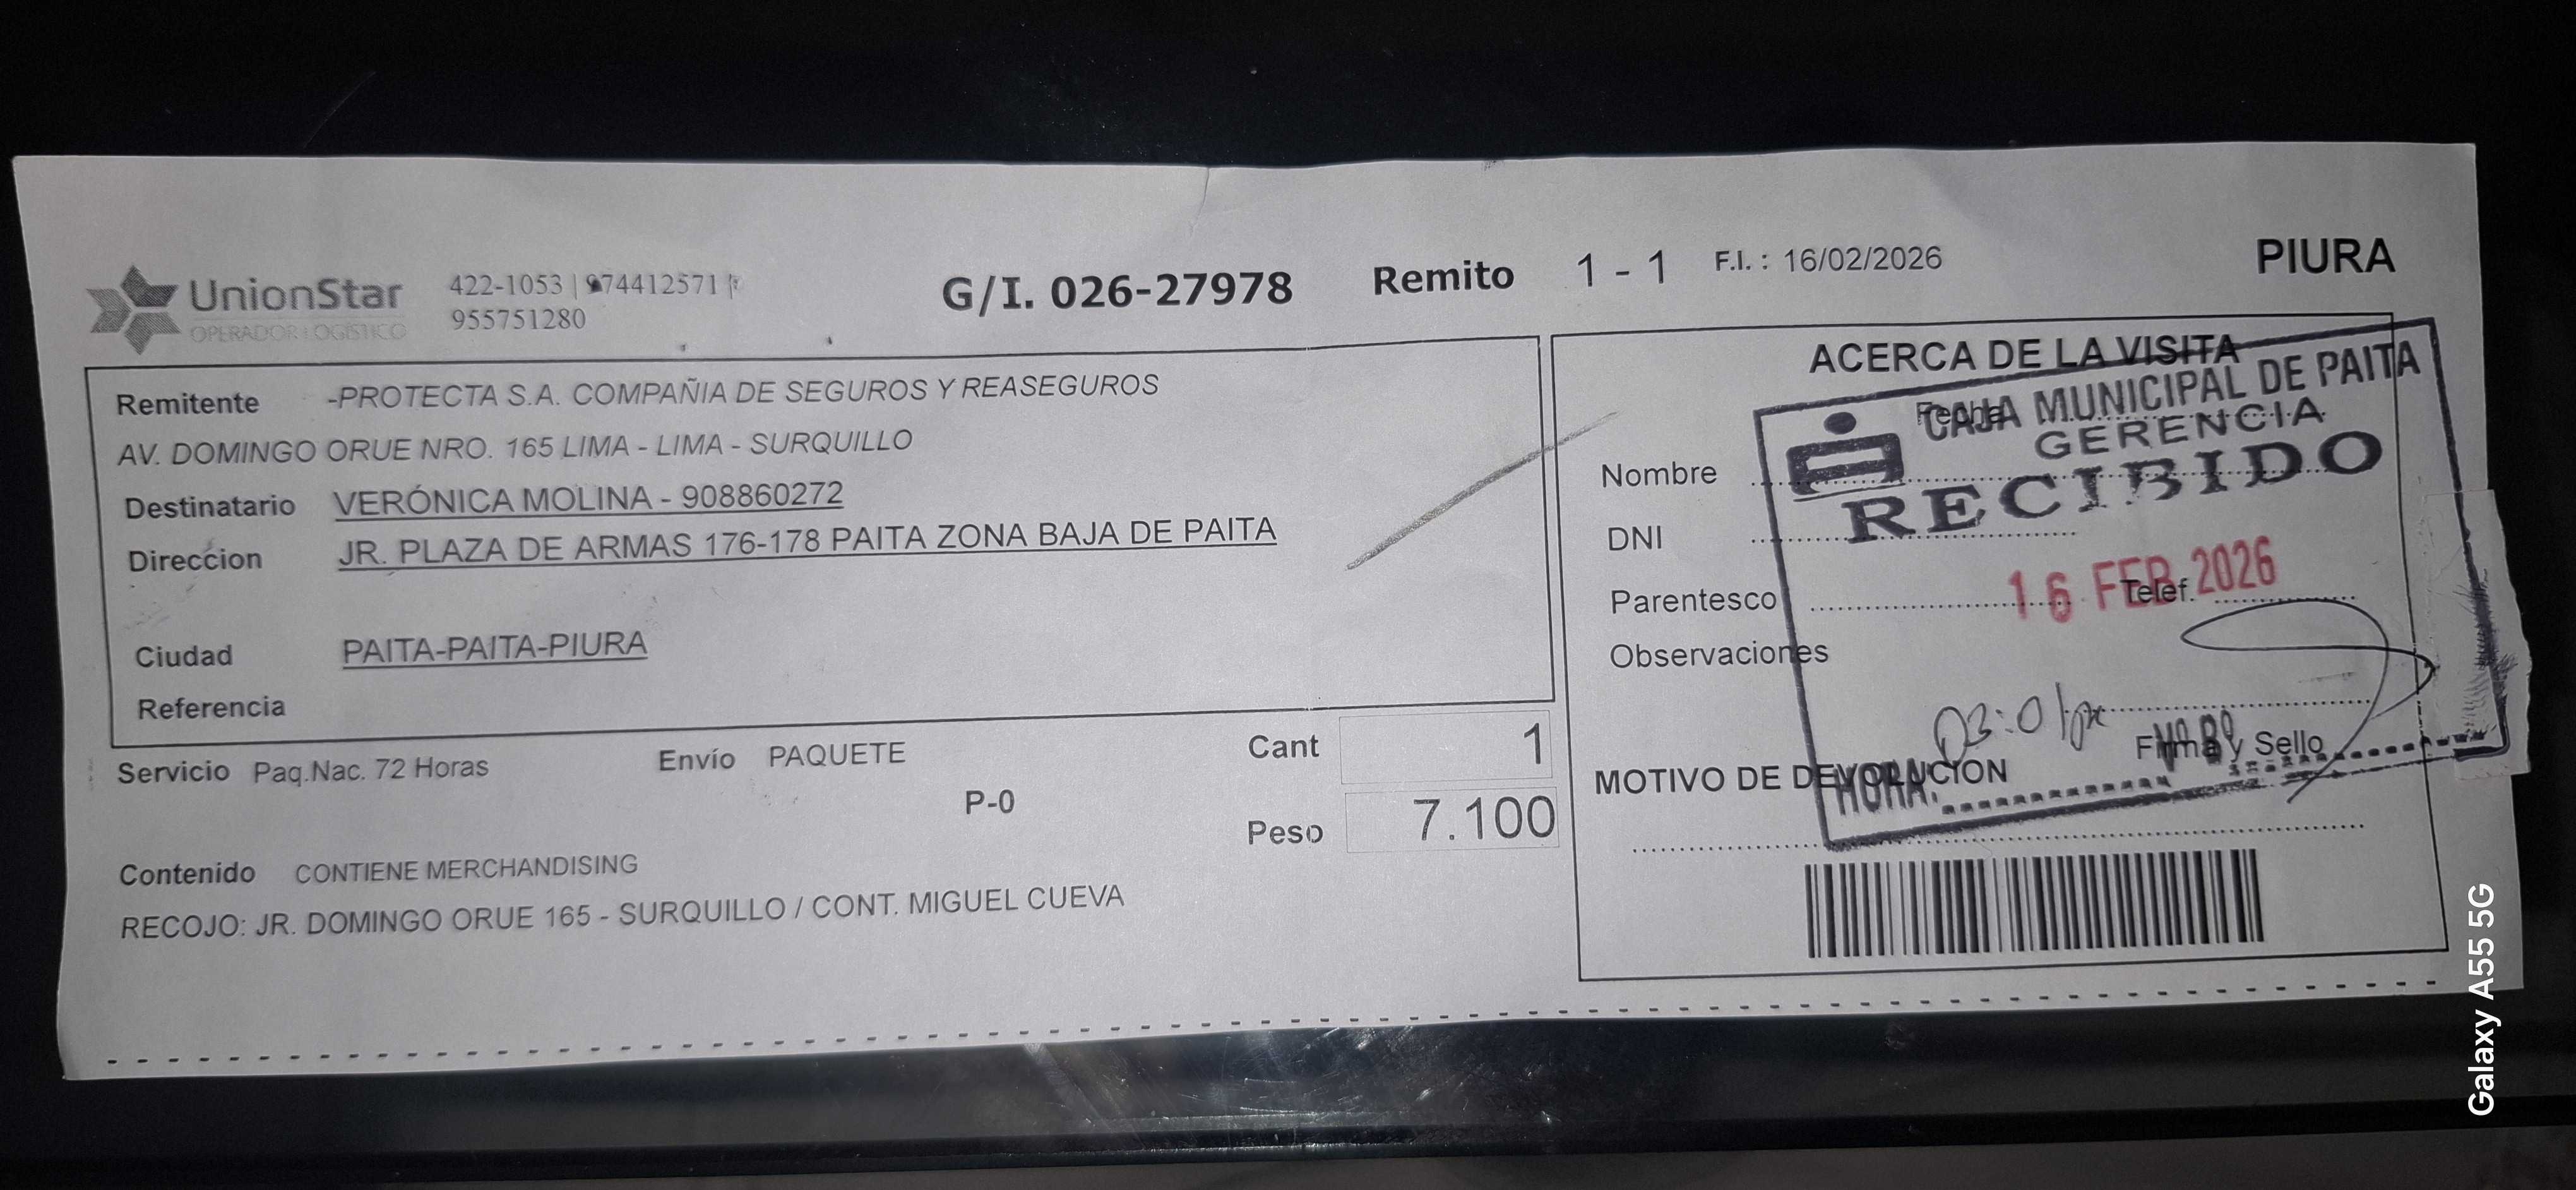 UnionStar
OPERADOR LOGÍSTICO
422-1053 | 974412571 |
955751280
G/I. 026-27978
Remito 1 - 1
F.I. : 16/02/2026
PIURA
Remitente -PROTECTA S.A. COMPAÑIA DE SEGUROS Y REASEGUROS
AV. DOMINGO ORUE NRO. 165 LIMA - LIMA - SURQUILLO
Destinatario VERÓNICA MOLINA - 908860272
Direccion JR. PLAZA DE ARMAS 176-178 PAITA ZONA BAJA DE PAITA
Ciudad PAITA-PAITA-PIURA
Referencia
Servicio Paq.Nac. 72 Horas
Envío PAQUETE
P-0
Cant 1
Peso 7.100
Contenido CONTIENE MERCHANDISING
RECOJO: JR. DOMINGO ORUE 165 - SURQUILLO / CONT. MIGUEL CUEVA
ACERCA DE LA VISITA
Fecha
Nombre
DNI
Parentesco
Telef.
Observaciones
Firma y Sello
MOTIVO DE DEVOLUCION
CAJA MUNICIPAL DE PAITA
GERENCIA
RECIBIDO
16 FEB 2026
HORA: 03:01pm
Vº Bº
Galaxy A55 5G